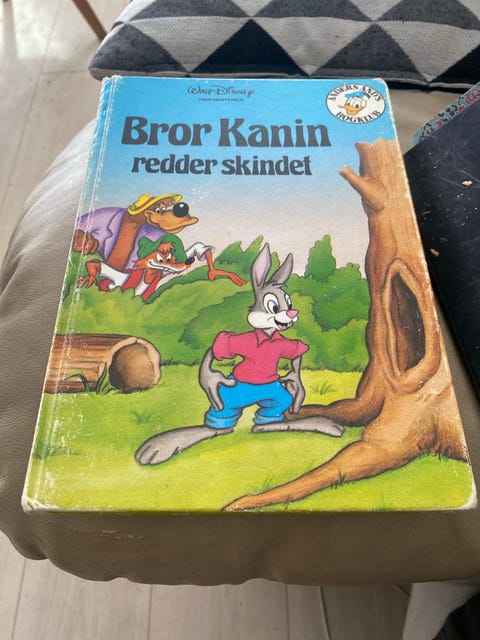 Walt Disney
PRÆSENTERER
ANDERS AND'S
BOGKLUB
Bror Kanin
redder skindet